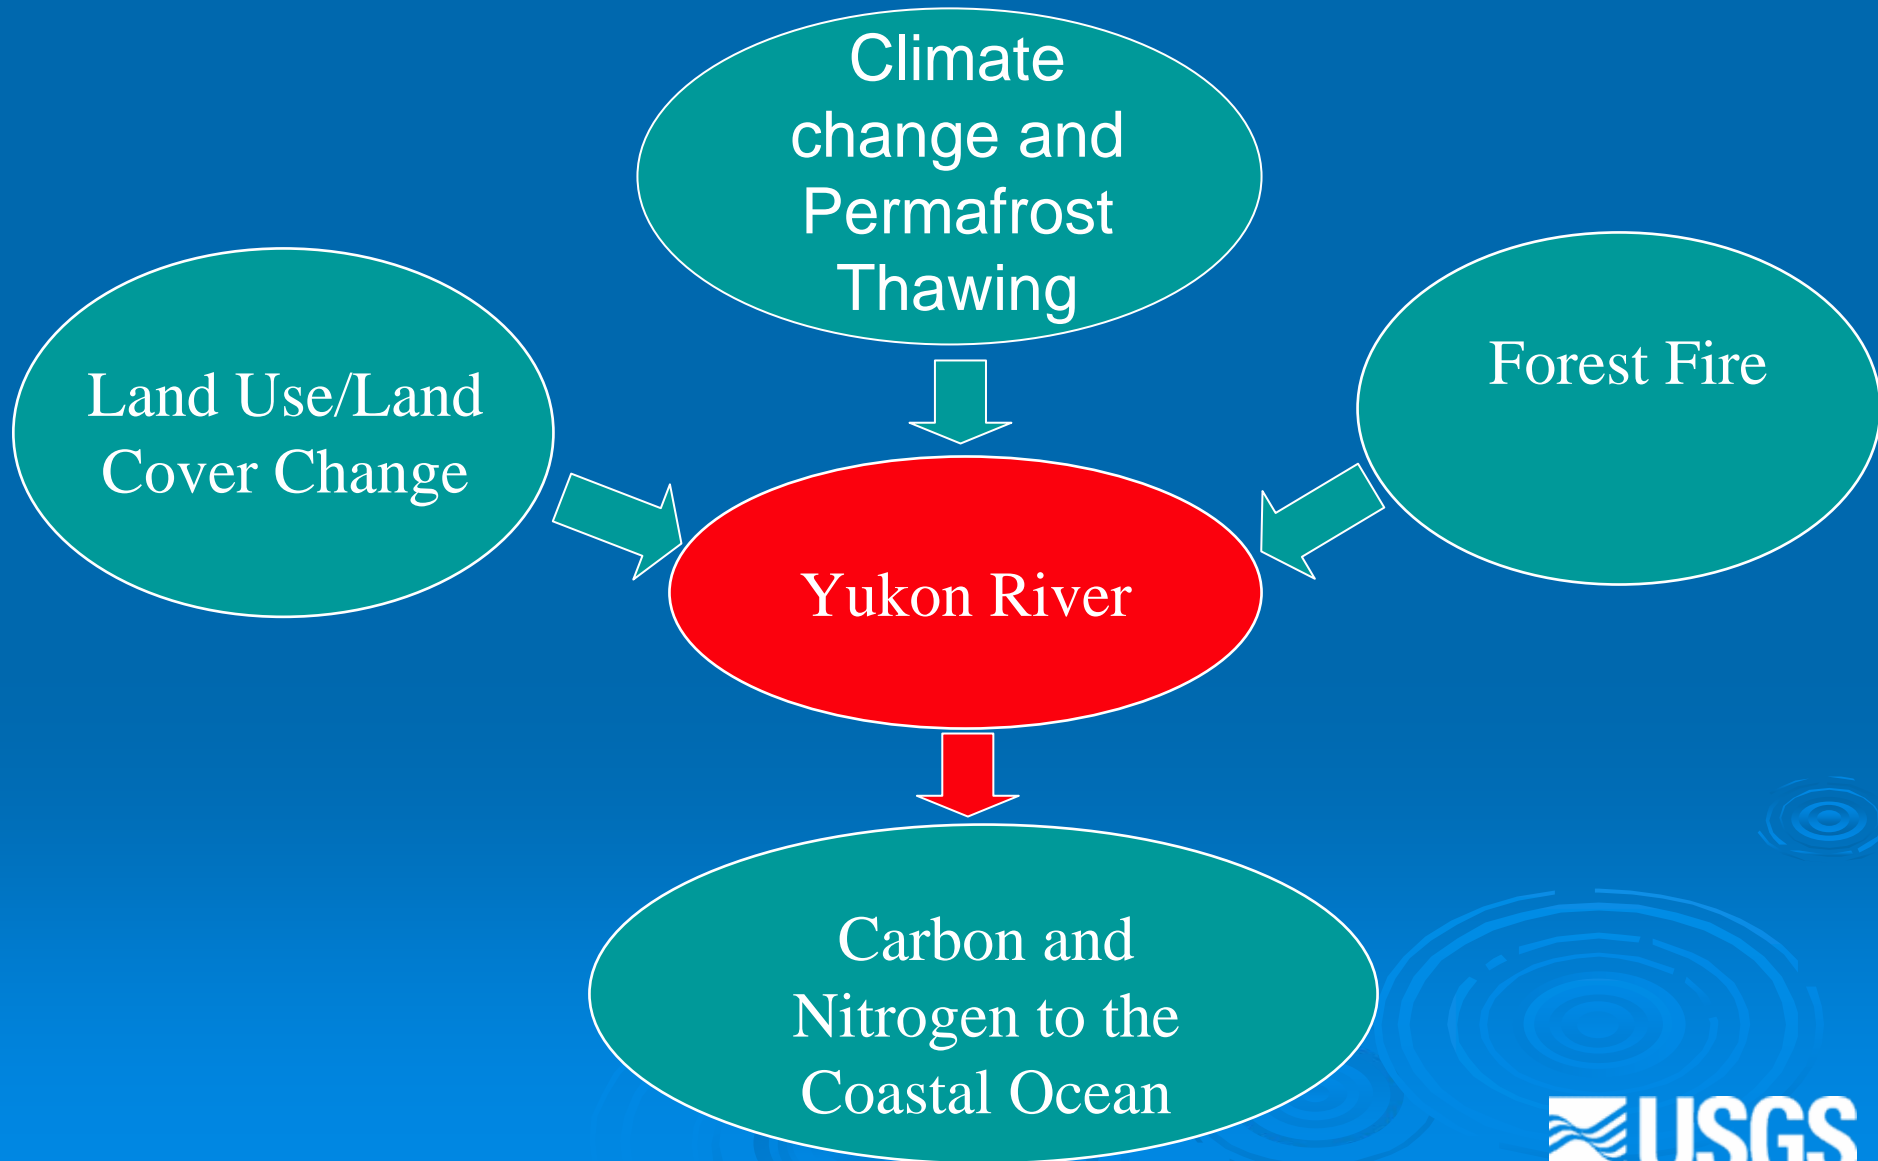 Climate
change and
Permafrost
Thawing
Land Use/Land
Cover Change
Forest Fire
Yukon River
Carbon and
Nitrogen to the
Coastal Ocean
USGS